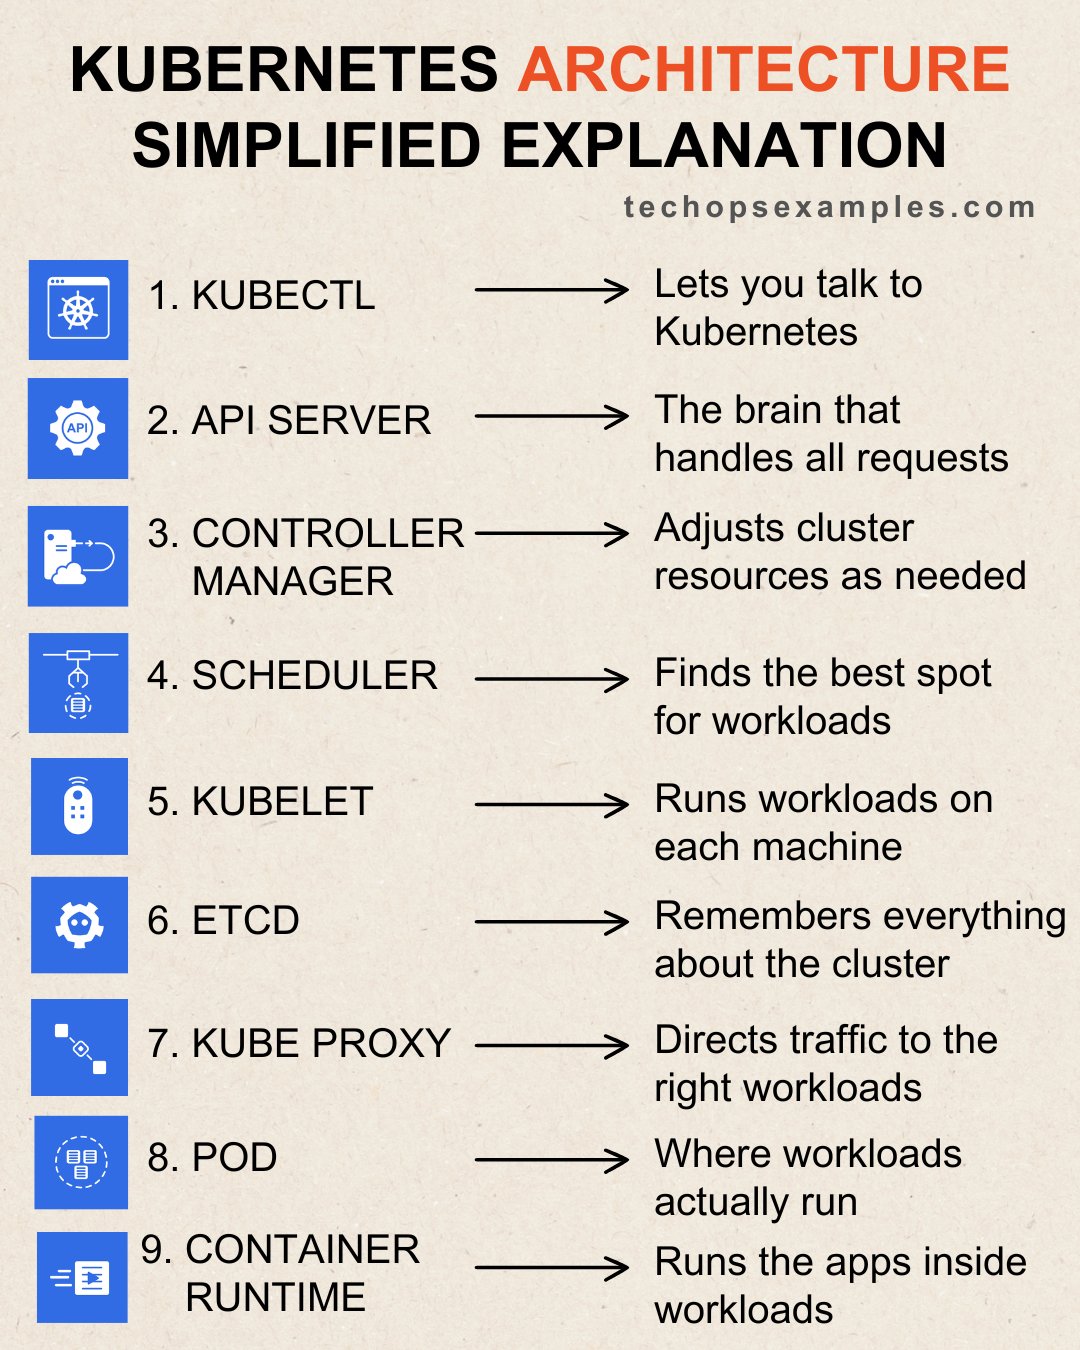 KUBERNETES ARCHITECTURE
SIMPLIFIED EXPLANATION
techopsexamples.com
1. KUBECTL
Lets you talk to
Kubernetes
API
2. API SERVER
The brain that
handles all requests
3. CONTROLLER
MANAGER
Adjusts cluster
resources as needed
4. SCHEDULER
Finds the best spot
for workloads
5. KUBELET
Runs workloads on
each machine
6. ETCD
Remembers everything
about the cluster
7. KUBE PROXY
Directs traffic to the
right workloads
8. POD
Where workloads
actually run
9. CONTAINER
RUNTIME
Runs the apps inside
workloads